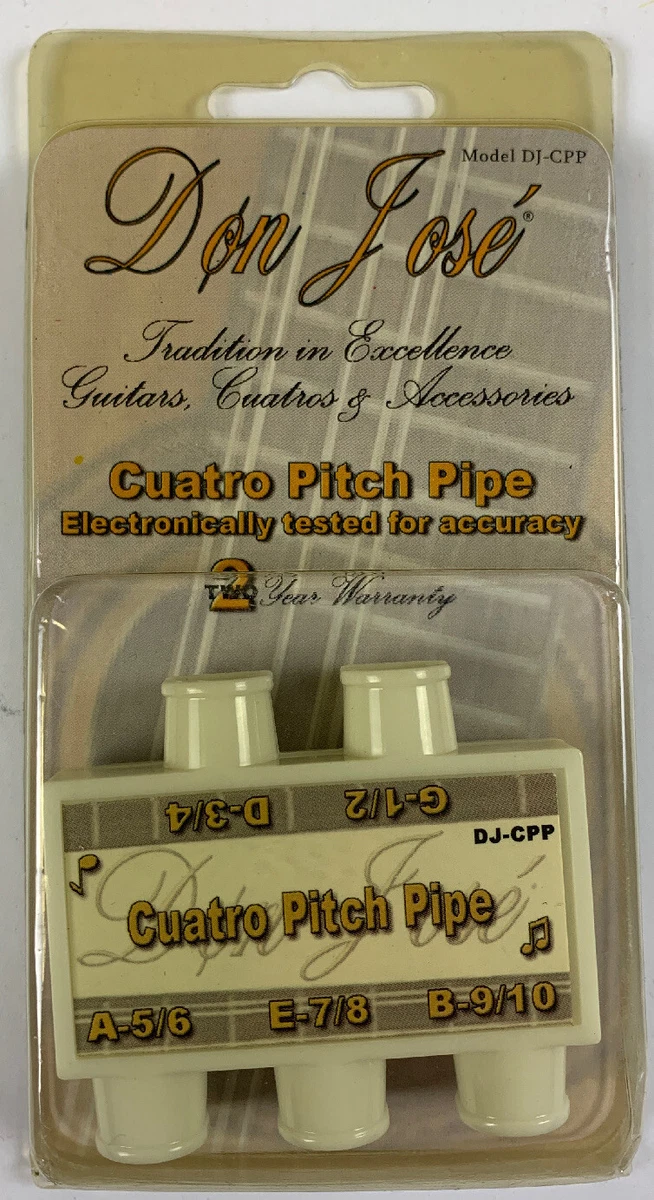 Model DJ-CPP
Don José®
Tradition in Excellence
Guitars, Cuatros & Accessories
Cuatro Pitch Pipe
Electronically tested for accuracy
2 TWO Year Warranty
D-3/4 G-1/2
DJ-CPP
Don José
Cuatro Pitch Pipe
A-5/6 E-7/8 B-9/10